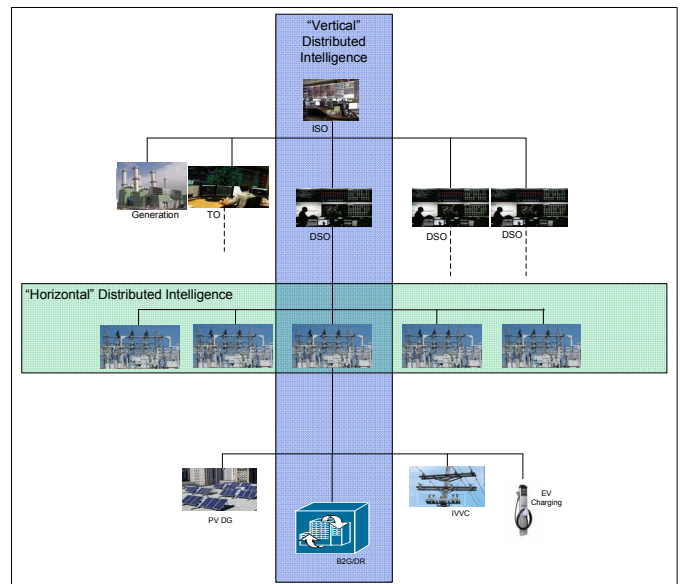 “Vertical”
Distributed
Intelligence
ISO
Generation
TO
DSO
DSO
DSO
“Horizontal” Distributed Intelligence
PV DG
B2G/DR
IVVC
EV
Charging